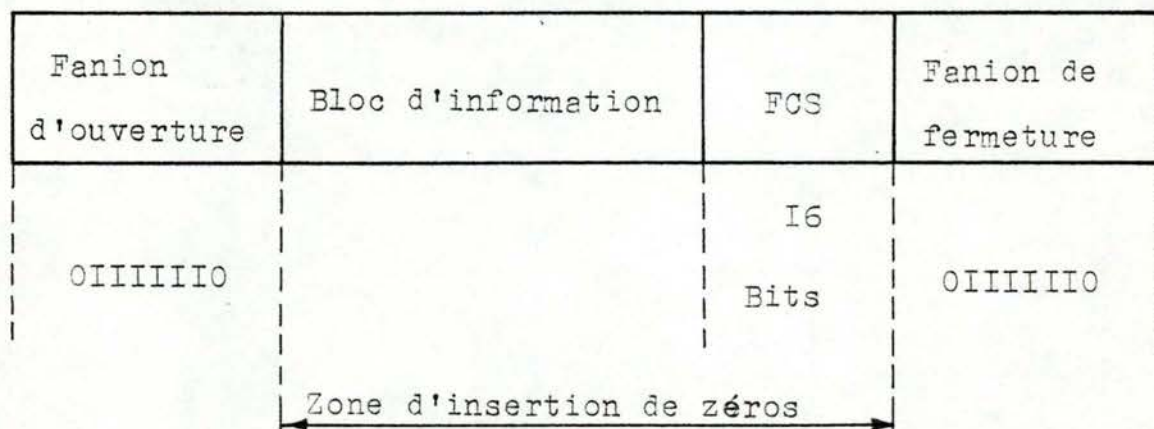 Fanion
d'ouverture
Bloc d'information
FCS
Fanion de
fermeture
OIIIIIIO
I6
Bits
OIIIIIIO
Zone d'insertion de zéros